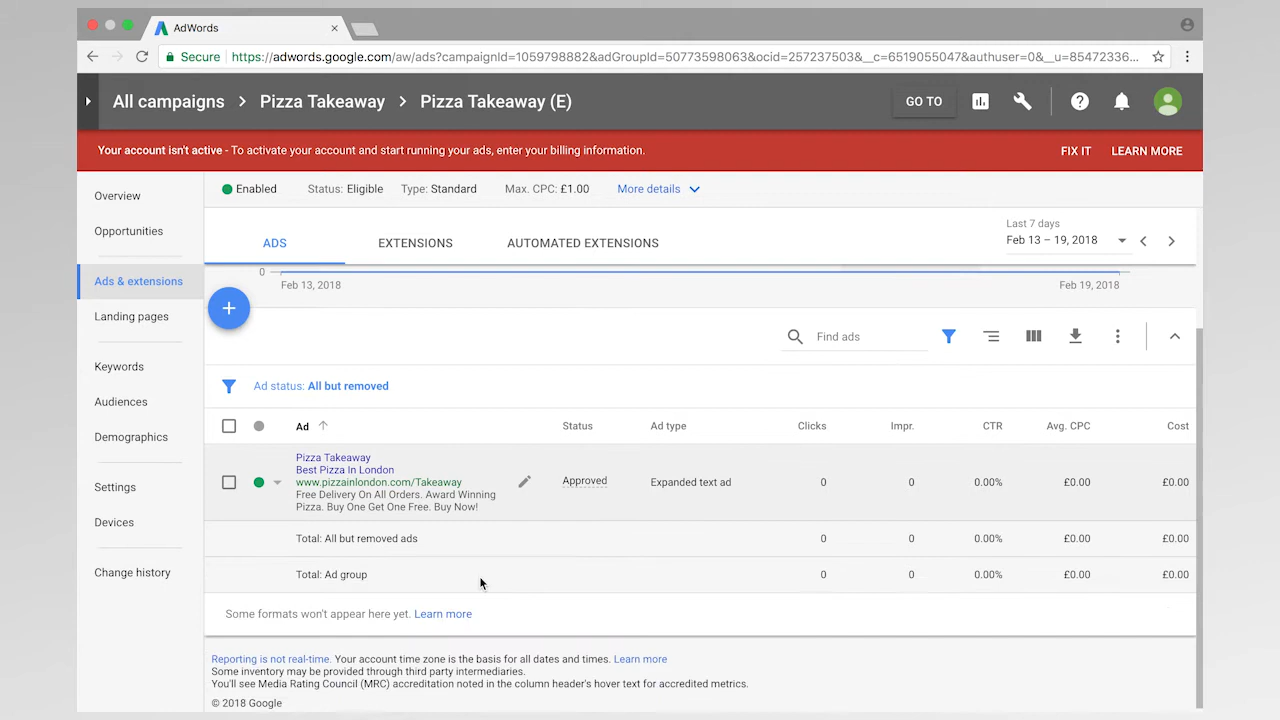 AdWords
Secure
https://adwords.google.com/aw/ads?campaignId=1059798882&adGroupId=50773598063&ocid=257237503&__c=6519055047&authuser=0&__u=85472336...
All campaigns > Pizza Takeaway > Pizza Takeaway (E)
GO TO
Your account isn't active - To activate your account and start running your ads, enter your billing information.
FIX IT
LEARN MORE
Overview
Opportunities
Ads & extensions
Landing pages
Keywords
Audiences
Demographics
Settings
Devices
Change history
Enabled
Status: Eligible
Type: Standard
Max. CPC: £1.00
More details
ADS
EXTENSIONS
AUTOMATED EXTENSIONS
Last 7 days
Feb 13 – 19, 2018
0
Feb 13, 2018
Feb 19, 2018
Find ads
Ad status: All but removed
Ad
Status
Ad type
Clicks
Impr.
CTR
Avg. CPC
Cost
Pizza Takeaway
Best Pizza In London
www.pizzainlondon.com/Takeaway
Free Delivery On All Orders. Award Winning
Pizza. Buy One Get One Free. Buy Now!
Approved
Expanded text ad
0
0
0.00%
£0.00
£0.00
Total: All but removed ads
0
0
0.00%
£0.00
£0.00
Total: Ad group
0
0
0.00%
£0.00
£0.00
Some formats won't appear here yet. Learn more
Reporting is not real-time. Your account time zone is the basis for all dates and times. Learn more
Some inventory may be provided through third party intermediaries.
You'll see Media Rating Council (MRC) accreditation noted in the column header's hover text for accredited metrics.
© 2018 Google